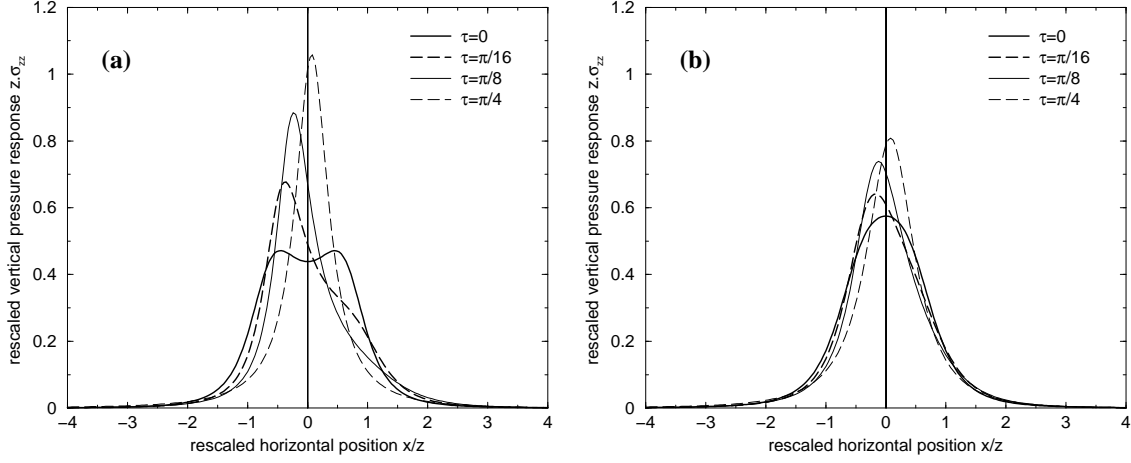 (a)
rescaled vertical pressure response z.σzz
1.2
1
0.8
0.6
0.4
0.2
0
τ=0
τ=π/16
τ=π/8
τ=π/4
−4 −3 −2 −1 0 1 2 3 4
rescaled horizontal position x/z
(b)
rescaled vertical pressure response z.σzz
1.2
1
0.8
0.6
0.4
0.2
0
τ=0
τ=π/16
τ=π/8
τ=π/4
−4 −3 −2 −1 0 1 2 3 4
rescaled horizontal position x/z